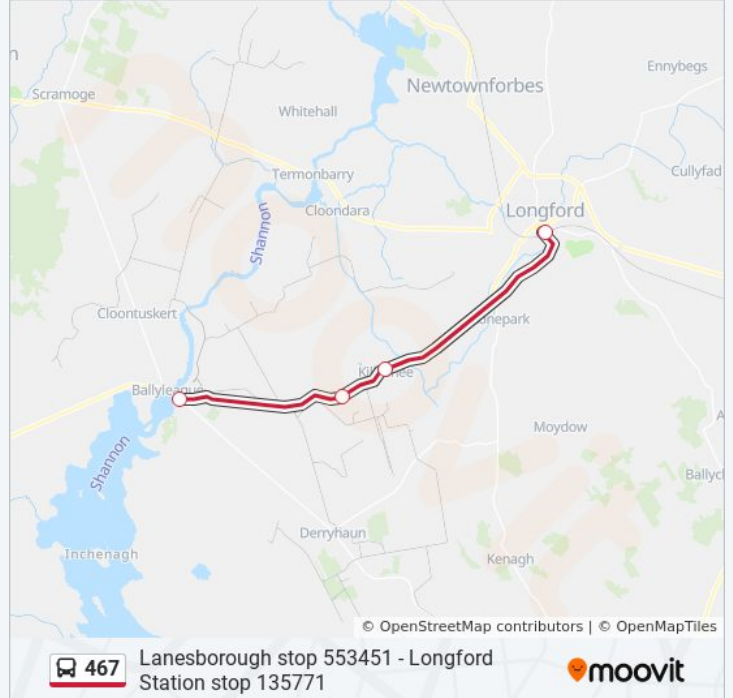 Ennybegs
Newtownforbes
Scramoge
Whitehall
Cullyfad
Termonbarry
Cloondara
Longford
Shannon
Cloontuskert
Ballyleague
Moydow
Shannon
Derryhaun
Inchenagh
Kenagh
© OpenStreetMap contributors | © OpenMapTiles
467
Lanesborough stop 553451 - Longford
Station stop 135771
moovit